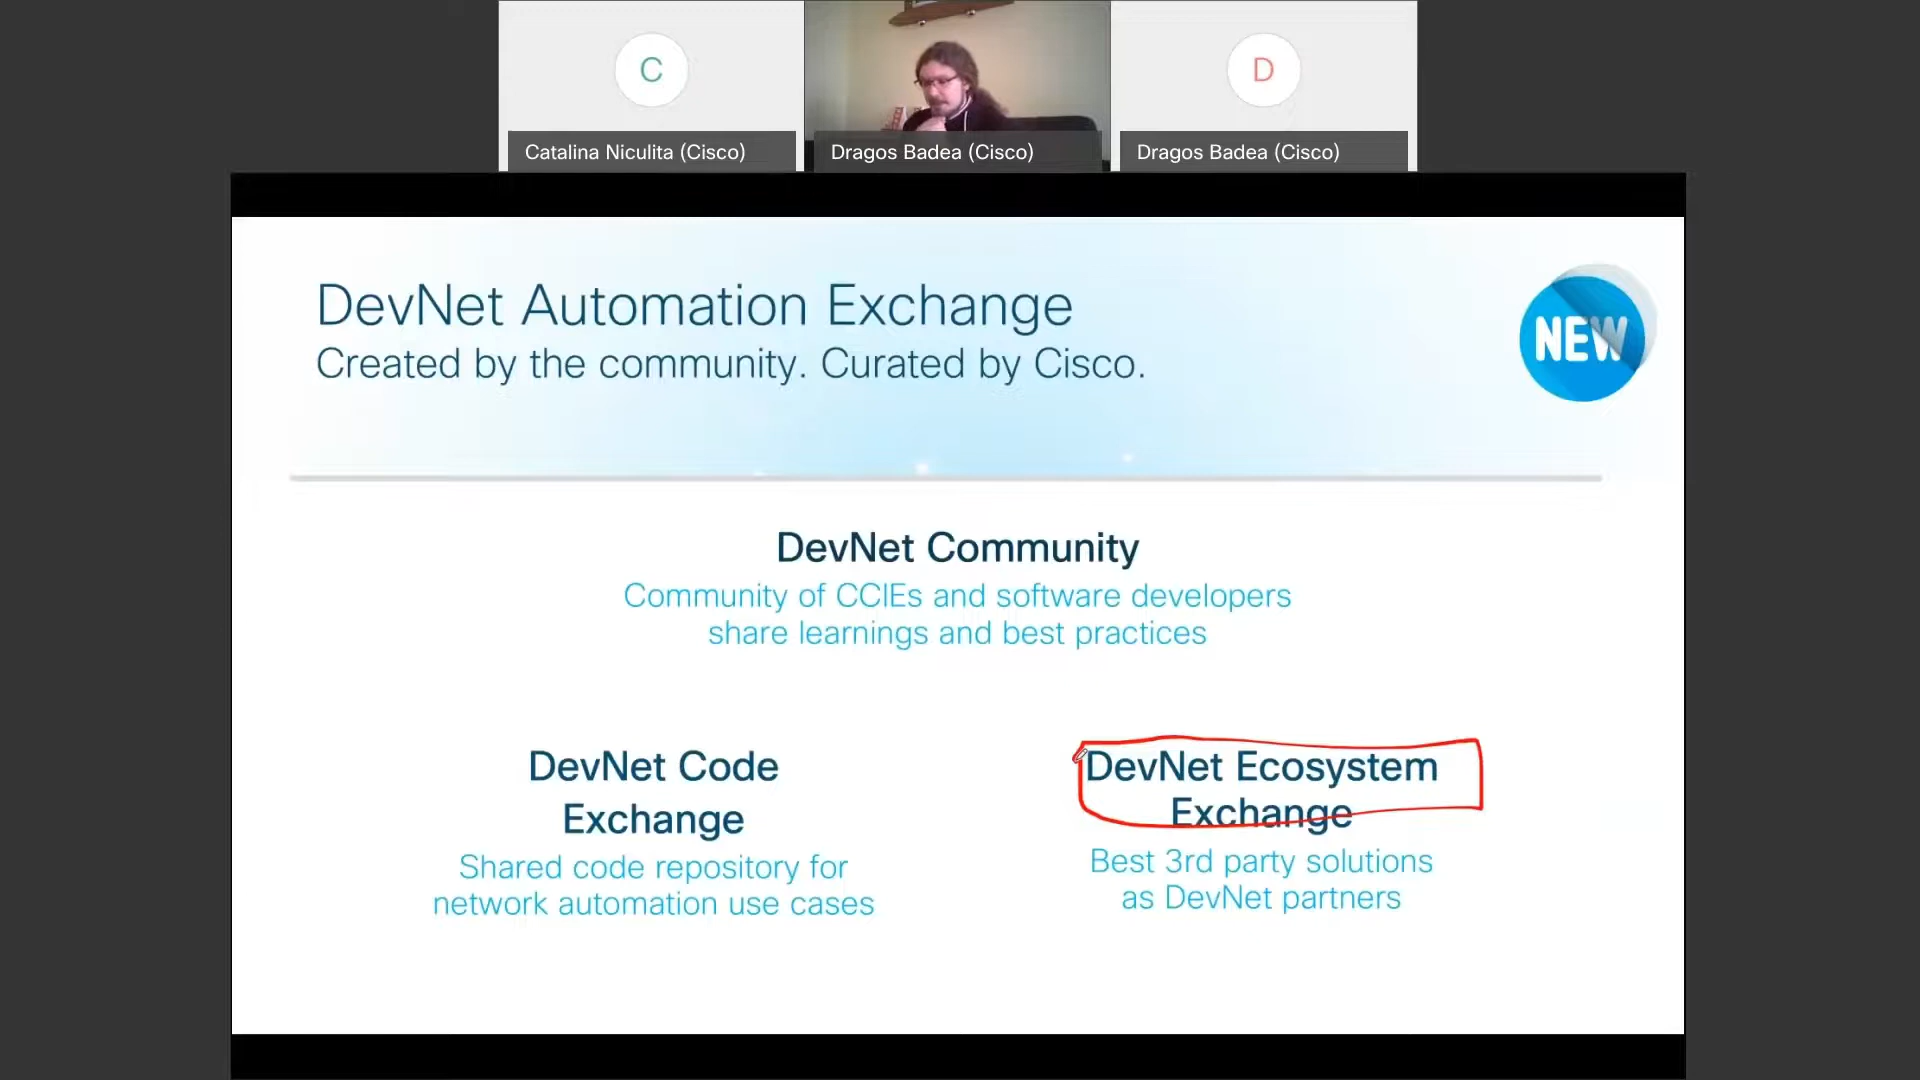 C
D
Catalina Niculita (Cisco)
Dragos Badea (Cisco)
Dragos Badea (Cisco)
DevNet Automation Exchange
Created by the community. Curated by Cisco.
NEW
DevNet Community
Community of CCIEs and software developers
share learnings and best practices
DevNet Code
Exchange
Shared code repository for
network automation use cases
DevNet Ecosystem
Exchange
Best 3rd party solutions
as DevNet partners